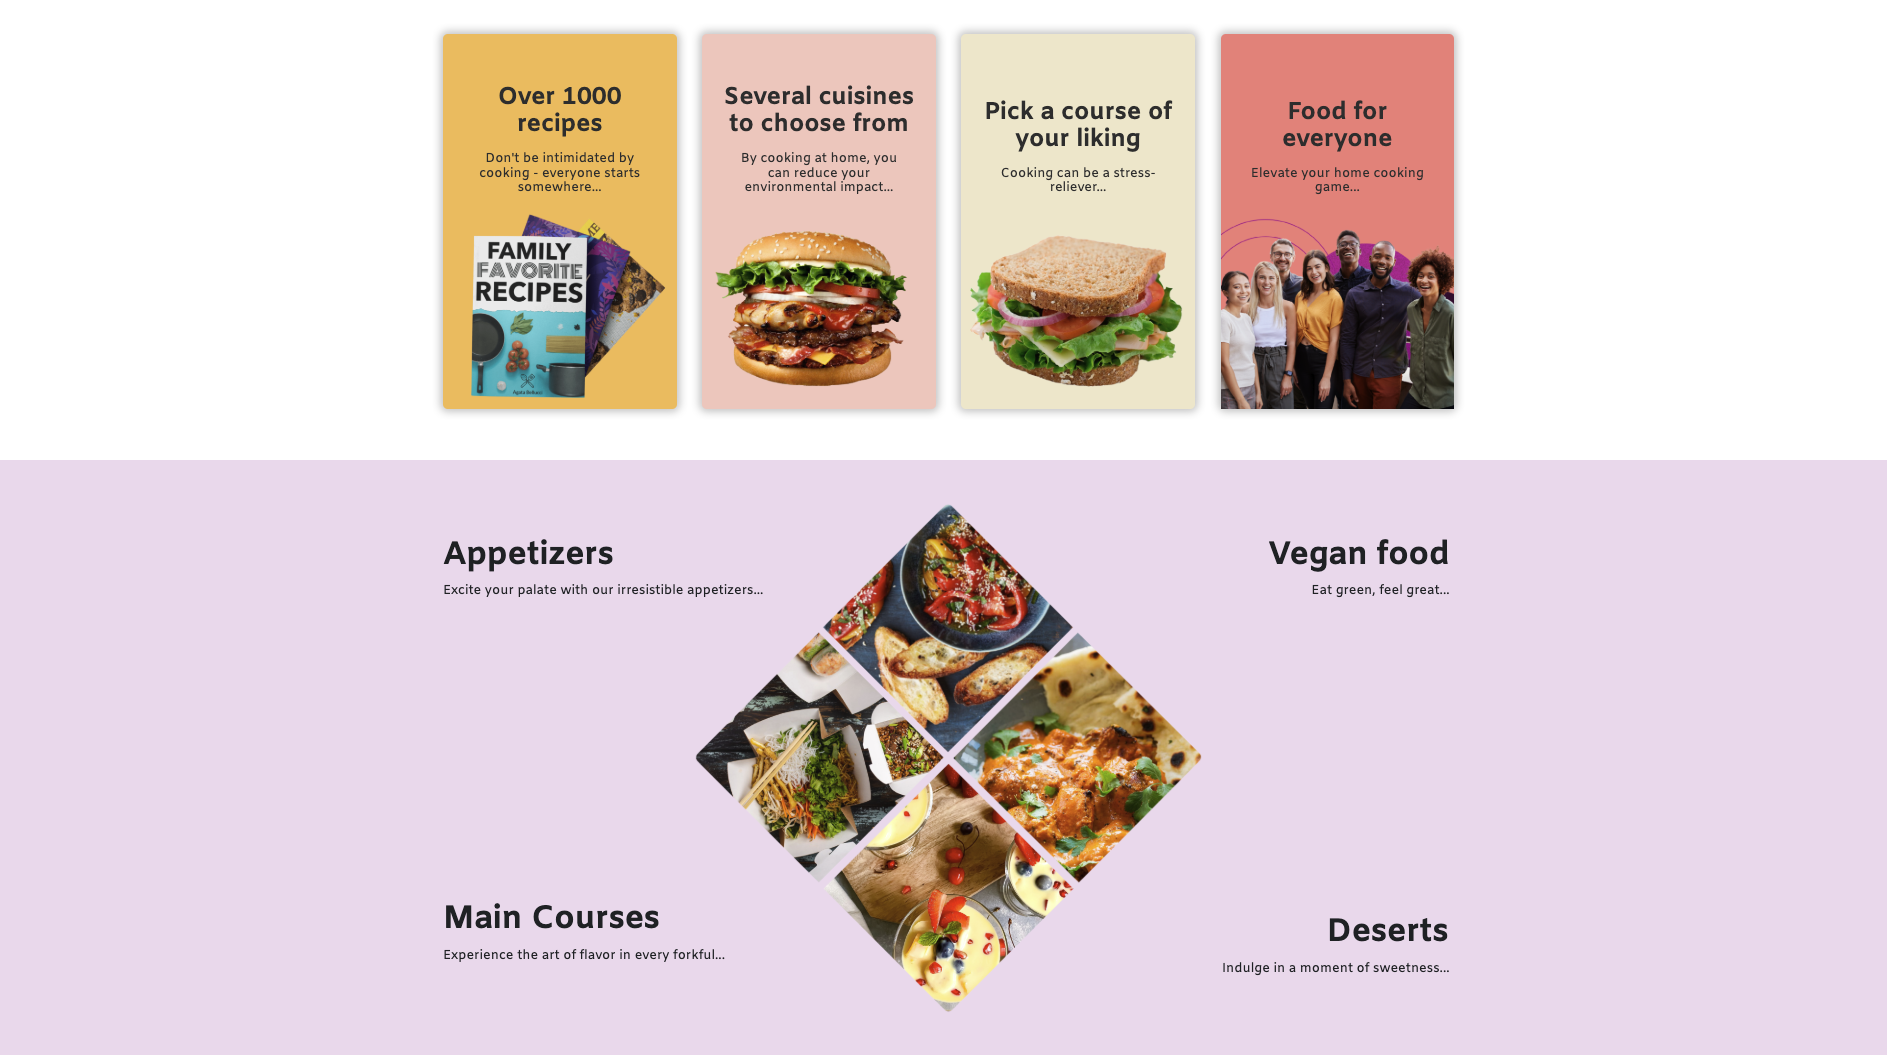 Over 1000
recipes
Don't be intimidated by
cooking - everyone starts
somewhere...
FAMILY
FAVORITE
RECIPES
Agata Belluco
ME
Several cuisines
to choose from
By cooking at home, you
can reduce your
environmental impact...
Pick a course of
your liking
Cooking can be a stress-
reliever...
Food for
everyone
Elevate your home cooking
game...
Appetizers
Excite your palate with our irresistible appetizers...
Vegan food
Eat green, feel great...
Main Courses
Experience the art of flavor in every forkful...
Deserts
Indulge in a moment of sweetness...